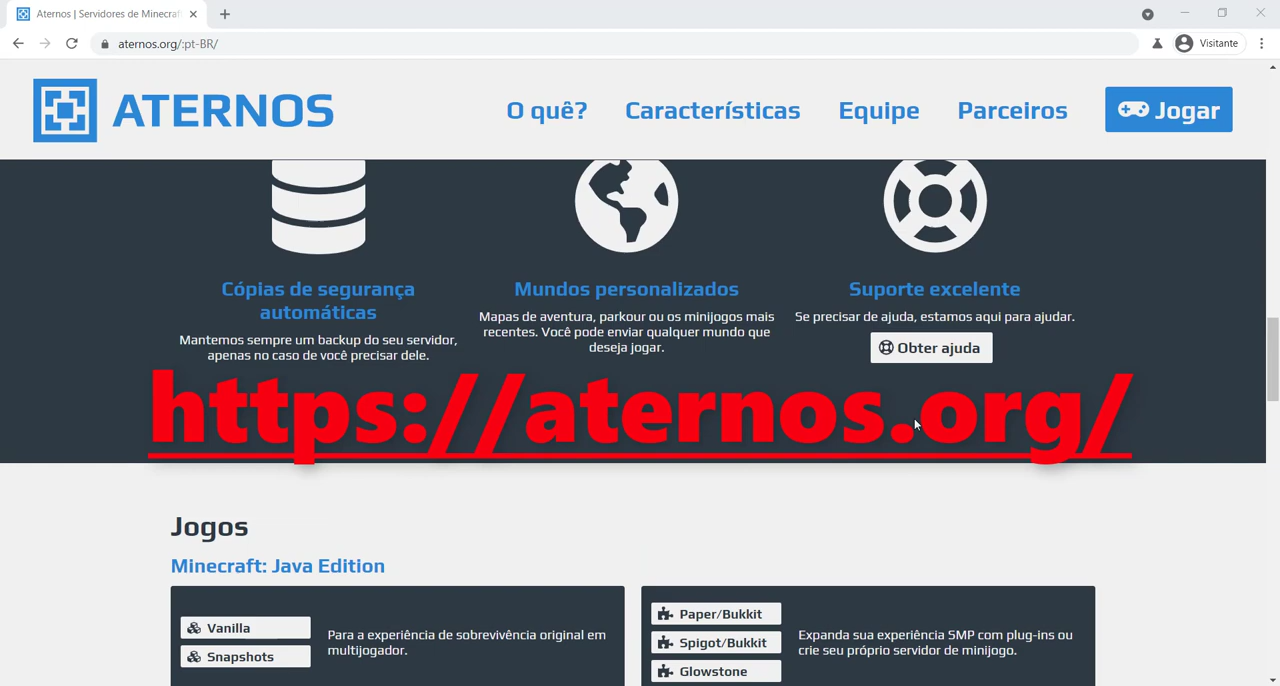 Aternos | Servidores de Minecraf
aternos.org/:pt-BR/
Visitante
ATERNOS
O quê?
Características
Equipe
Parceiros
Jogar
Cópias de segurança
automáticas
Mantemos sempre um backup do seu servidor,
apenas no caso de você precisar dele.
Mundos personalizados
Mapas de aventura, parkour ou os minijogos mais
recentes. Você pode enviar qualquer mundo que
deseja jogar.
Suporte excelente
Se precisar de ajuda, estamos aqui para ajudar.
Obter ajuda
https://aternos.org/
Jogos
Minecraft: Java Edition
Vanilla
Snapshots
Para a experiência de sobrevivência original em
multijogador.
Paper/Bukkit
Spigot/Bukkit
Glowstone
Expanda sua experiência SMP com plug-ins ou
crie seu próprio servidor de minijogo.